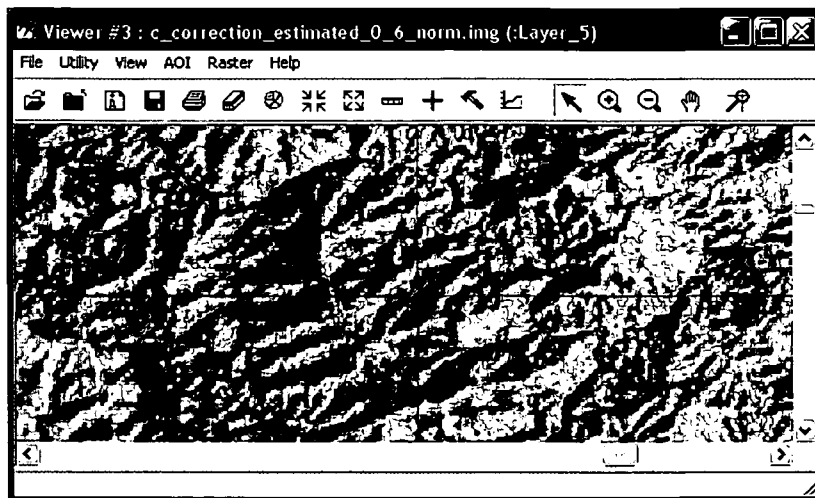 Viewer #3 : c_correction_estimated_0_6_norm.img (:Layer_5)
File Utility View AOI Raster Help